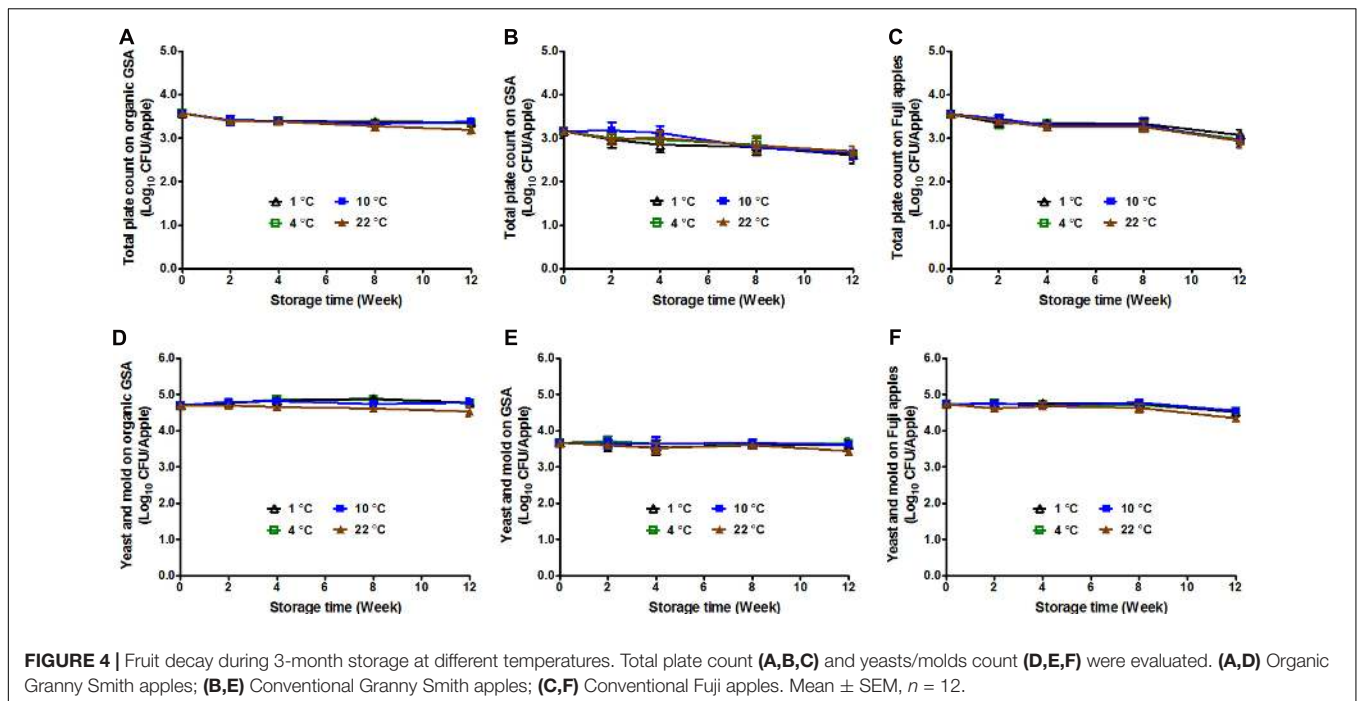 A
Total plate count on organic GSA
(Log10 CFU/Apple)
5.0
4.0
3.0
2.0
1.0
0.0
1 °C
10 °C
4 °C
22 °C
0 2 4 6 8 10 12
Storage time (Week)
B
Total plate count on GSA
(Log10 CFU/Apple)
5.0
4.0
3.0
2.0
1.0
0.0
1 °C
10 °C
4 °C
22 °C
0 2 4 6 8 10 12
Storage time (Week)
C
Total plate count on Fuji apples
(Log10 CFU/Apple)
5.0
4.0
3.0
2.0
1.0
0.0
1 °C
10 °C
4 °C
22 °C
0 2 4 6 8 10 12
Storage time (Week)
D
Yeast and mold on organic GSA
(Log10 CFU/Apple)
6.0
5.0
4.0
3.0
2.0
1.0
0.0
1 °C
10 °C
4 °C
22 °C
0 2 4 6 8 10 12
Storage time (Week)
E
Yeast and mold on GSA
(Log10 CFU/Apple)
6.0
5.0
4.0
3.0
2.0
1.0
0.0
1 °C
10 °C
4 °C
22 °C
0 2 4 6 8 10 12
Storage time (Week)
F
Yeast and mold on Fuji apples
(Log10 CFU/Apple)
6.0
5.0
4.0
3.0
2.0
1.0
0.0
1 °C
10 °C
4 °C
22 °C
0 2 4 6 8 10 12
Storage time (Week)
FIGURE 4 | Fruit decay during 3-month storage at different temperatures. Total plate count (A,B,C) and yeasts/molds count (D,E,F) were evaluated. (A,D) Organic
Granny Smith apples; (B,E) Conventional Granny Smith apples; (C,F) Conventional Fuji apples. Mean ± SEM, n = 12.